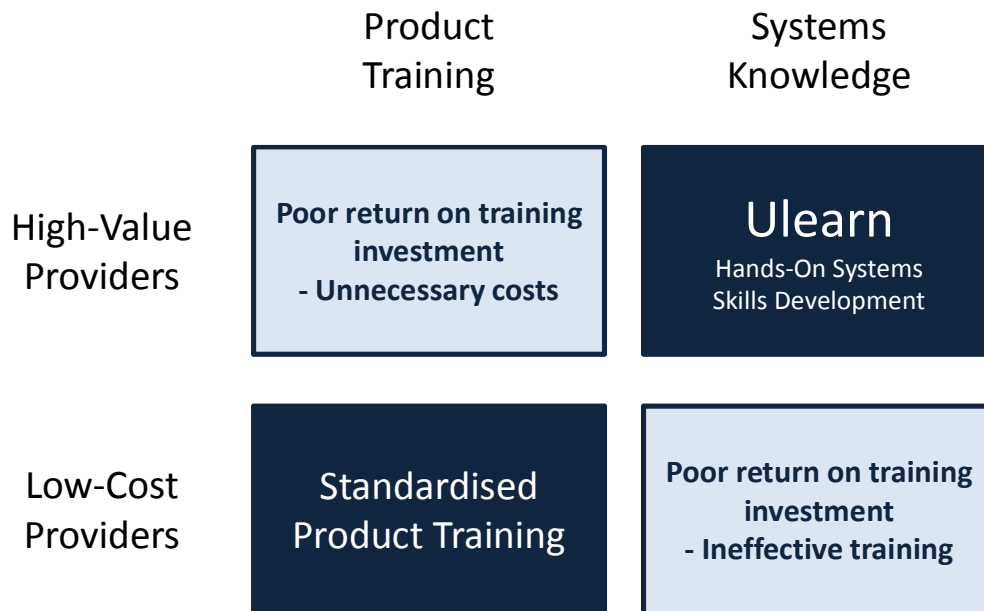 Product
Training
Systems
Knowledge
High-Value
Providers
Poor return on training
investment
- Unnecessary costs
Ulearn
Hands-On Systems
Skills Development
Low-Cost
Providers
Standardised
Product Training
Poor return on training
investment
- Ineffective training